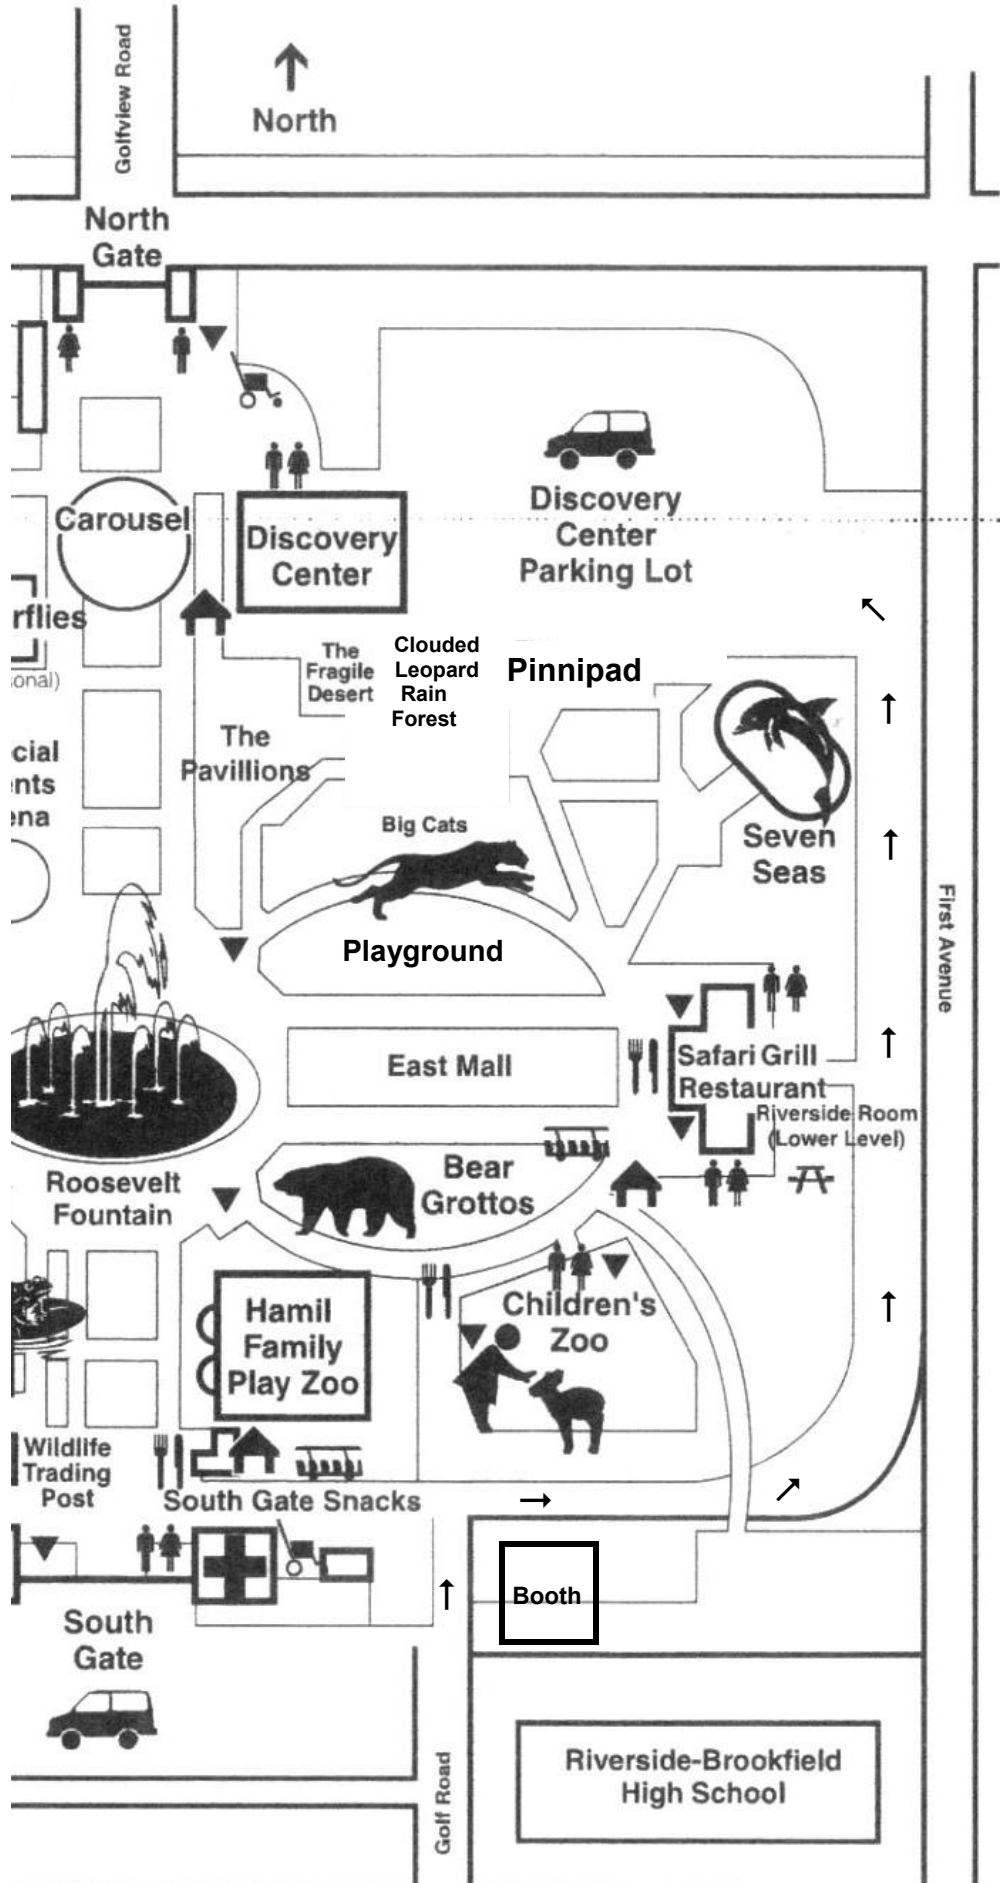 Golfview Road
North
North
Gate
Carousel
Discovery
Center
Discovery
Center
Parking Lot
rflies
onal)
The
Fragile
Desert
Clouded
Leopard
Rain
Forest
Pinnipad
cial
ents
ena
The
Pavillions
Big Cats
Seven
Seas
First Avenue
Playground
East Mall
Safari Grill
Restaurant
Riverside Room
(Lower Level)
Roosevelt
Fountain
Bear
Grottos
Hamil
Family
Play Zoo
Children's
Zoo
Wildlife
Trading
Post
South Gate Snacks
Booth
South
Gate
Golf Road
Riverside-Brookfield
High School